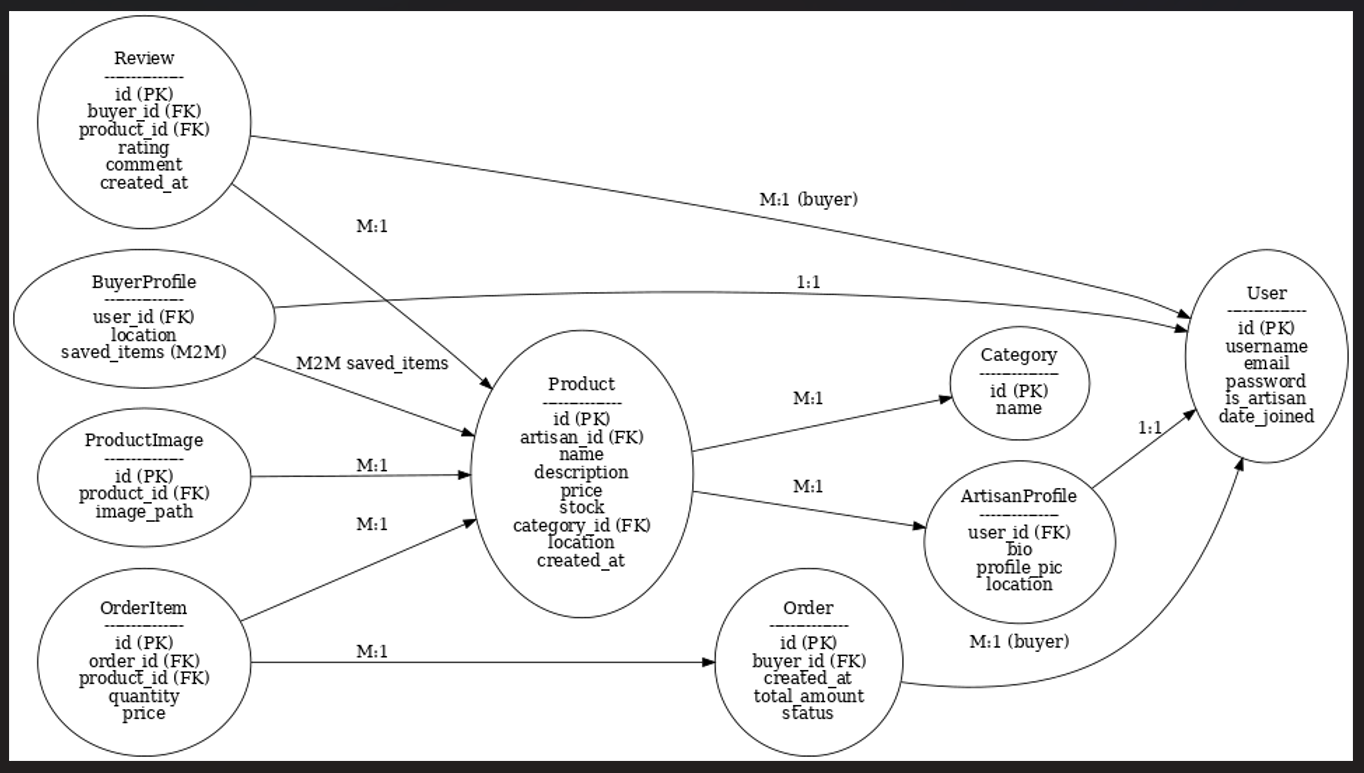 Review
---------------
id (PK)
buyer_id (FK)
product_id (FK)
rating
comment
created_at
M:1 (buyer)
M:1
BuyerProfile
---------------
user_id (FK)
location
saved_items (M2M)
1:1
M2M saved_items
User
---------------
id (PK)
username
email
password
is_artisan
date_joined
Product
---------------
id (PK)
artisan_id (FK)
name
description
price
stock
category_id (FK)
location
created_at
Category
---------------
id (PK)
name
M:1
ProductImage
---------------
id (PK)
product_id (FK)
image_path
M:1
M:1
ArtisanProfile
---------------
user_id (FK)
bio
profile_pic
location
1:1
M:1
OrderItem
---------------
id (PK)
order_id (FK)
product_id (FK)
quantity
price
M:1
Order
---------------
id (PK)
buyer_id (FK)
created_at
total_amount
status
M:1 (buyer)